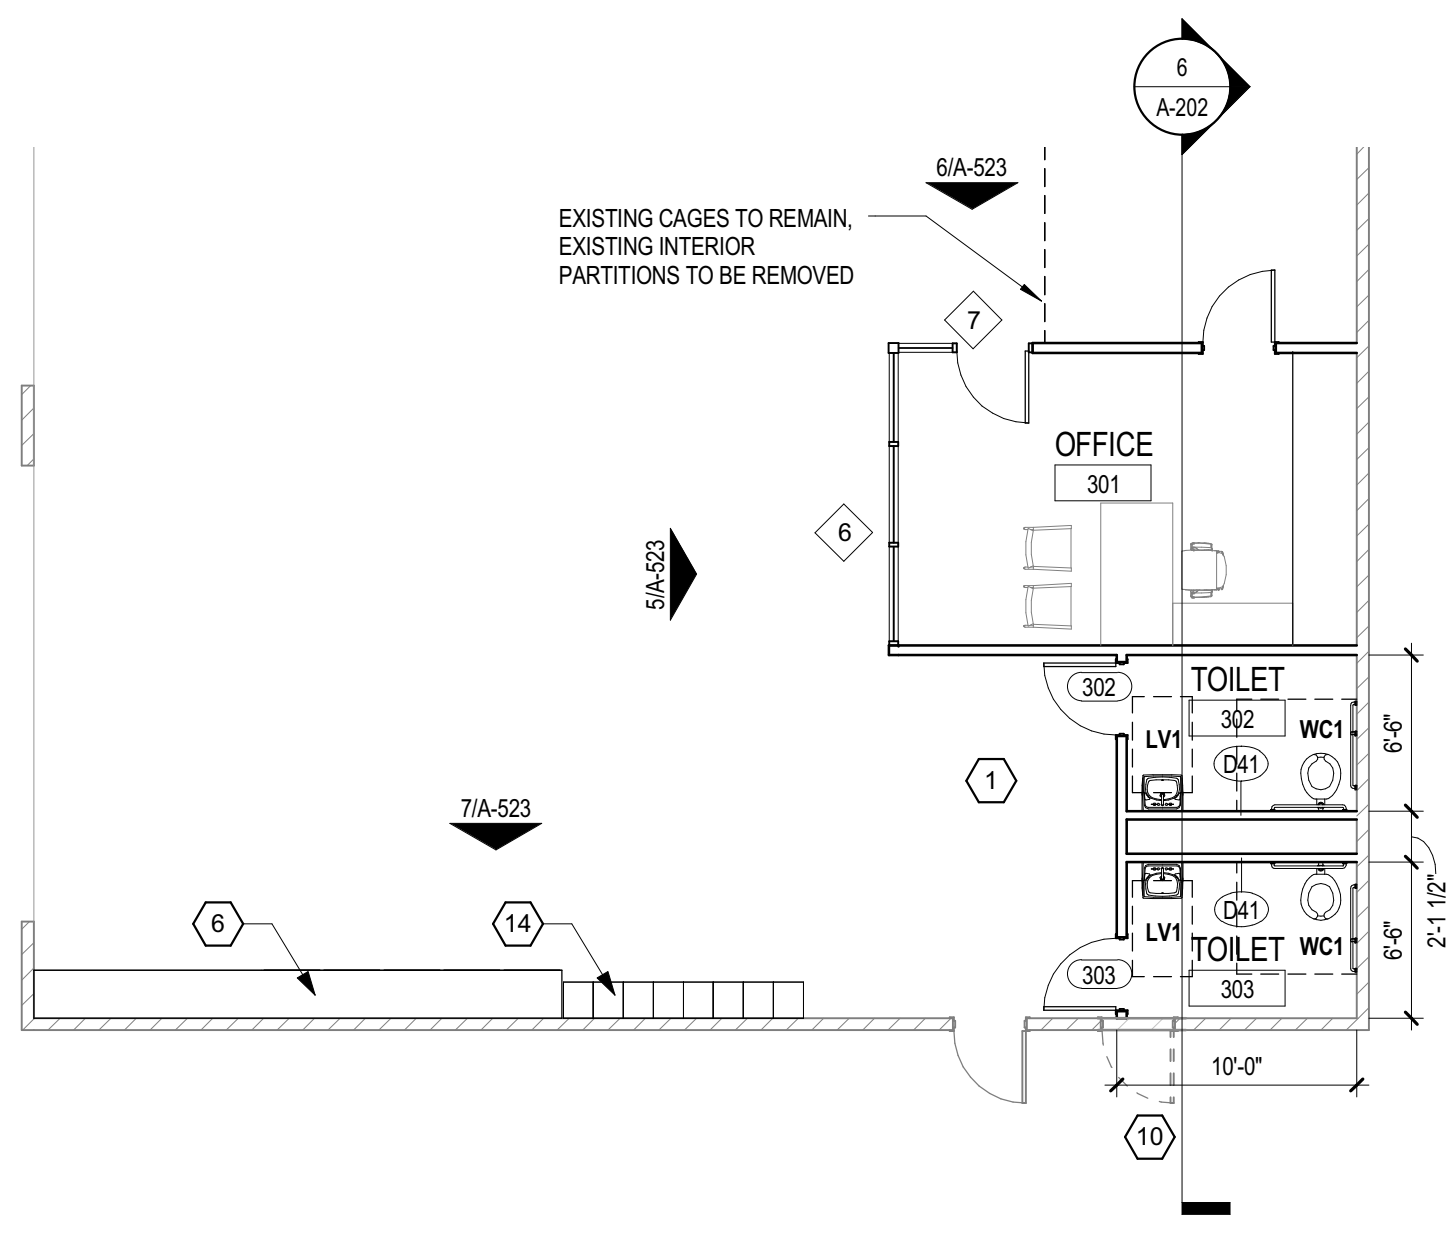 6
A-202
6/A-523
EXISTING CAGES TO REMAIN,
EXISTING INTERIOR
PARTITIONS TO BE REMOVED
7
OFFICE
301
6
5/A-523
302
TOILET
302
LV1
WC1
D41
6'-6"
1
7/A-523
2'-1 1/2"
6
14
D41
LV1
TOILET
WC1
6'-6"
303
303
10'-0"
10